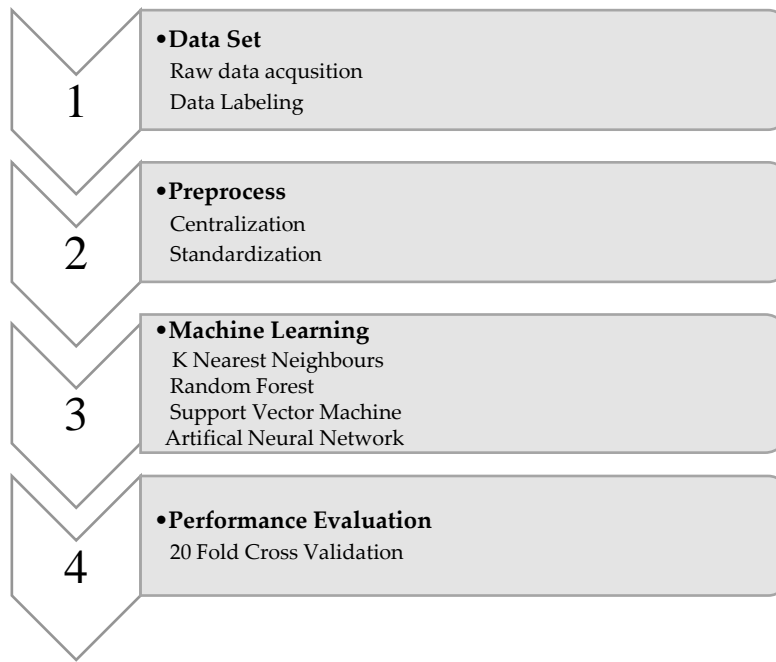 1
•Data Set
Raw data acqusition
Data Labeling
2
•Preprocess
Centralization
Standardization
3
•Machine Learning
K Nearest Neighbours
Random Forest
Support Vector Machine
Artifical Neural Network
4
•Performance Evaluation
20 Fold Cross Validation